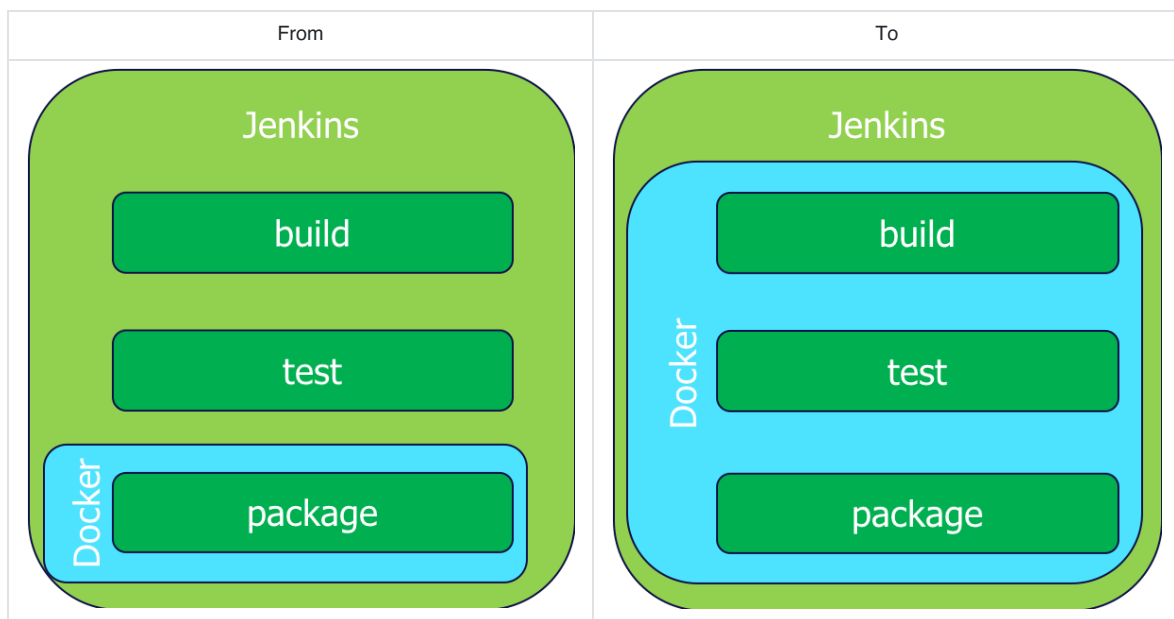 From
To
Jenkins
build
test
Docker
package
Jenkins
build
Docker
test
package